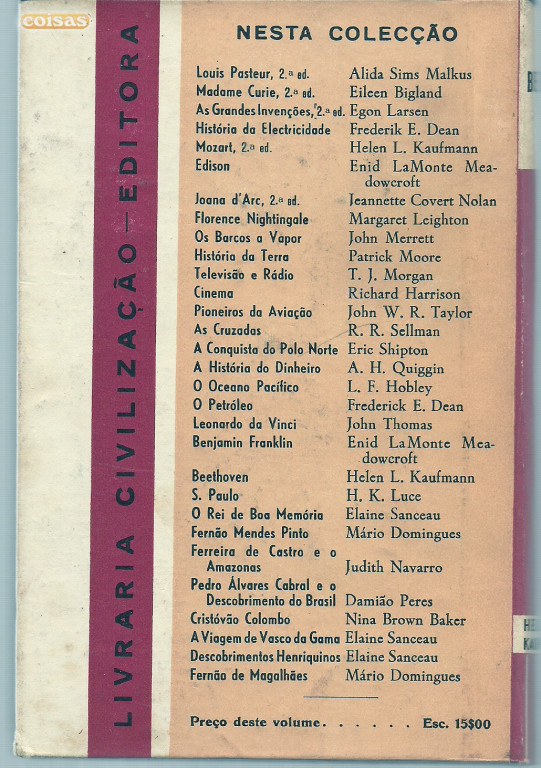 coisas
LIVRARIA CIVILIZAÇÃO — EDITORA
NESTA COLECÇÃO
Louis Pasteur, 2.ª ed. Alida Sims Malkus
Madame Curie, 2.ª ed. Eileen Bigland
As Grandes Invenções, 2.ª ed. Egon Larsen
História da Electricidade Frederik E. Dean
Mozart, 2.ª ed. Helen L. Kaufmann
Edison Enid LaMonte Mea-
dowcroft
Joana d'Arc, 2.ª ed. Jeannette Covert Nolan
Florence Nightingale Margaret Leighton
Os Barcos a Vapor John Merrett
História da Terra Patrick Moore
Televisão e Rádio T. J. Morgan
Cinema Richard Harrison
Pioneiros da Aviação John W. R. Taylor
As Cruzadas R. R. Sellman
A Conquista do Polo Norte Eric Shipton
A História do Dinheiro A. H. Quiggin
O Oceano Pacífico L. F. Hobley
O Petróleo Frederick E. Dean
Leonardo da Vinci John Thomas
Benjamin Franklin Enid LaMonte Mea-
dowcroft
Beethoven Helen L. Kaufmann
S. Paulo H. K. Luce
O Rei de Boa Memória Elaine Sanceau
Fernão Mendes Pinto Mário Domingues
Ferreira de Castro e o
Amazonas Judith Navarro
Pedro Álvares Cabral e o
Descobrimento do Brasil Damião Peres
Cristóvão Colombo Nina Brown Baker
A Viagem de Vasco da Gama Elaine Sanceau
Descobrimentos Henriquinos Elaine Sanceau
Fernão de Magalhães Mário Domingues
Preço deste volume. . . . . . Esc. 15$00